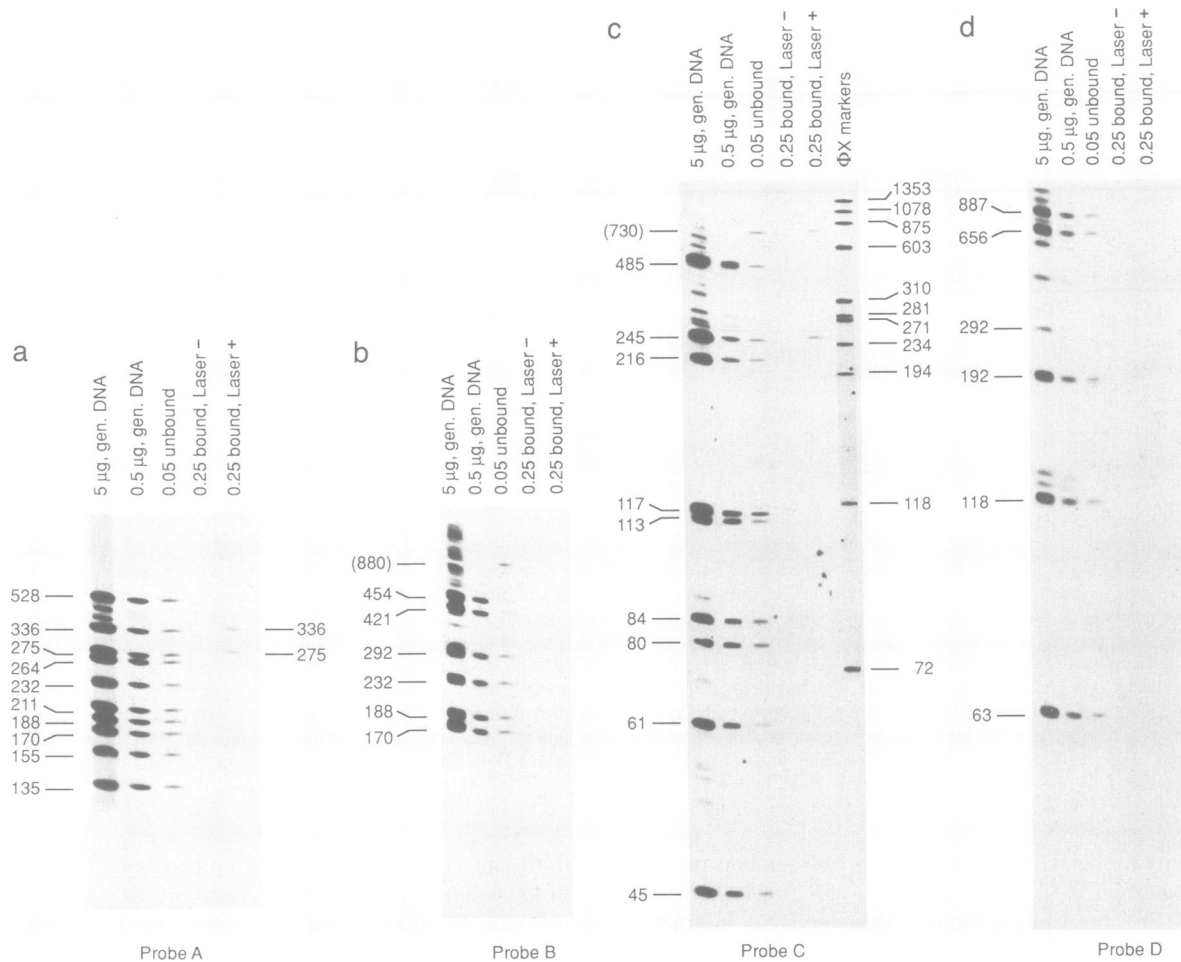 a
5 µg, gen. DNA
0.5 µg, gen. DNA
0.05 unbound
0.25 bound, Laser −
0.25 bound, Laser +
528
336
275
264
232
211
188
170
155
135
336
275
Probe A
b
5 µg, gen. DNA
0.5 µg, gen. DNA
0.05 unbound
0.25 bound, Laser −
0.25 bound, Laser +
(880)
454
421
292
232
188
170
Probe B
c
5 µg, gen. DNA
0.5 µg, gen. DNA
0.05 unbound
0.25 bound, Laser −
0.25 bound, Laser +
ΦX markers
(730)
485
245
216
117
113
84
80
61
45
1353
1078
875
603
310
281
271
234
194
118
72
Probe C
d
5 µg, gen. DNA
0.5 µg, gen. DNA
0.05 unbound
0.25 bound, Laser −
0.25 bound, Laser +
887
656
292
192
118
63
Probe D